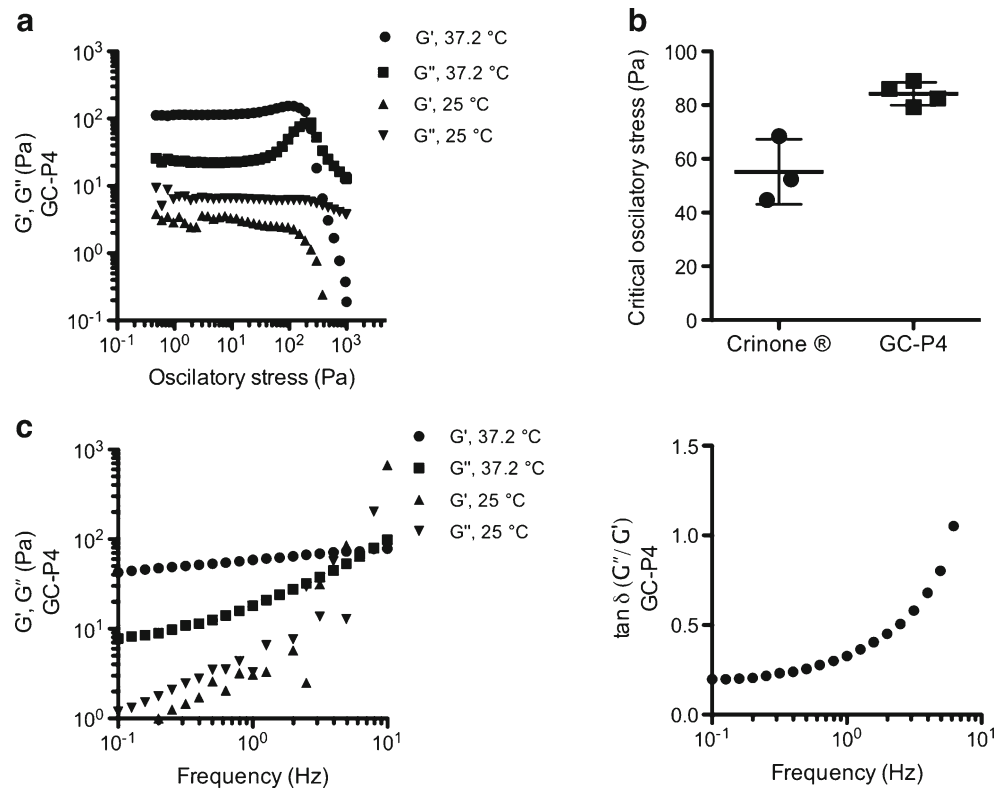 a
G', G'' (Pa)
GC-P4
10³
10²
10¹
10⁰
10⁻¹
10⁻¹ 10⁰ 10¹ 10² 10³
Oscilatory stress (Pa)
G', 37.2 °C
G'', 37.2 °C
G', 25 °C
G'', 25 °C
b
Critical oscilatory stress (Pa)
100
80
60
40
20
0
Crinone ® GC-P4
c
G', G'' (Pa)
GC-P4
10³
10²
10¹
10⁰
10⁻¹ 10⁰ 10¹
Frequency (Hz)
G', 37.2 °C
G'', 37.2 °C
G', 25 °C
G'', 25 °C
tan δ (G''/ G')
GC-P4
1.5
1.0
0.5
0.0
10⁻¹ 10⁰ 10¹
Frequency (Hz)